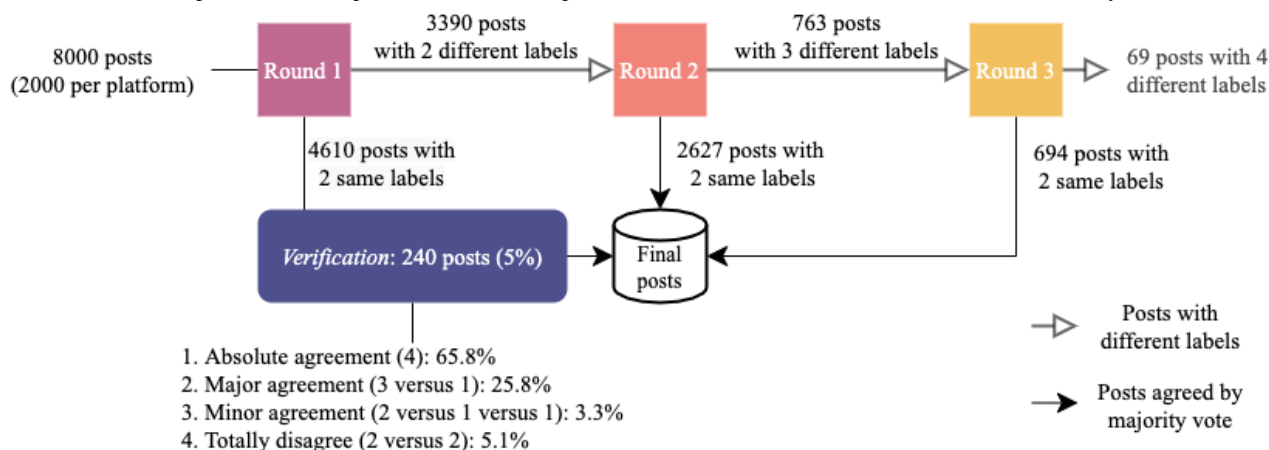 8000 posts
(2000 per platform)
Round 1
3390 posts
with 2 different labels
Round 2
763 posts
with 3 different labels
Round 3
69 posts with 4
different labels
4610 posts with
2 same labels
2627 posts with
2 same labels
694 posts with
2 same labels
Verification: 240 posts (5%)
Final
posts
1. Absolute agreement (4): 65.8%
2. Major agreement (3 versus 1): 25.8%
3. Minor agreement (2 versus 1 versus 1): 3.3%
4. Totally disagree (2 versus 2): 5.1%
Posts with
different labels
Posts agreed by
majority vote